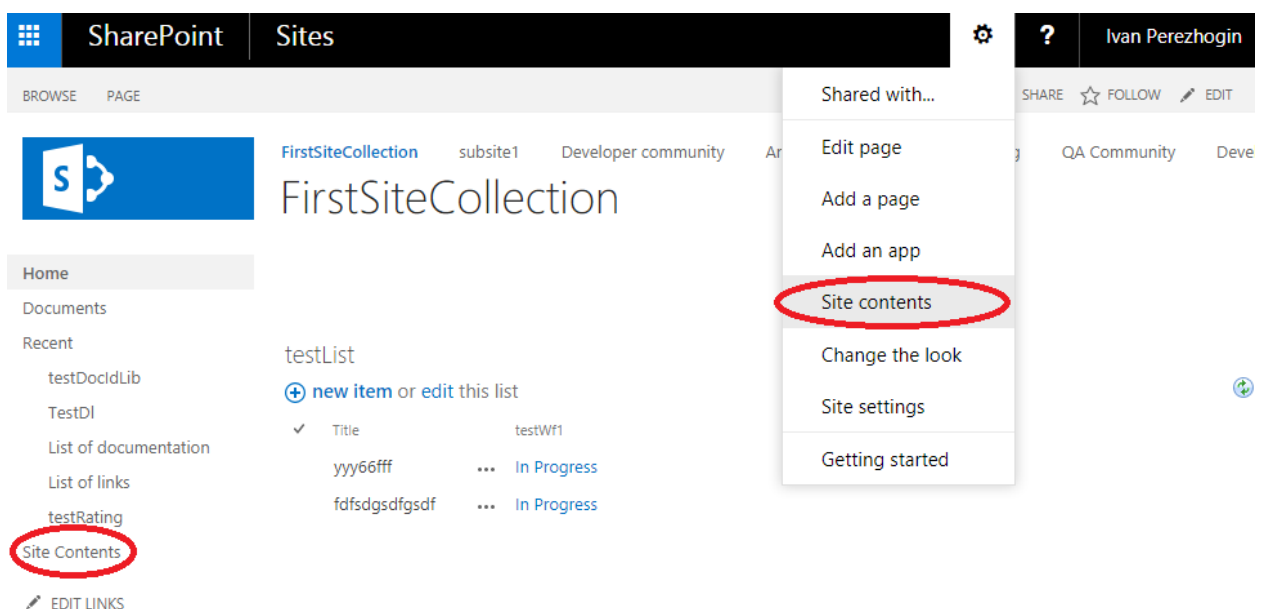 SharePoint Sites ? Ivan Perezhogin
BROWSE PAGE SHARE FOLLOW EDIT
S
FirstSiteCollection subsite1 Developer community Ar g QA Community Deve
FirstSiteCollection
Shared with...
Edit page
Add a page
Add an app
Site contents
Change the look
Site settings
Getting started
Home
Documents
Recent
testDocIdLib
TestDl
List of documentation
List of links
testRating
Site Contents
EDIT LINKS
testList
new item or edit this list
Title testWf1
yyy66fff ... In Progress
fdfsdgsdfgsdf ... In Progress